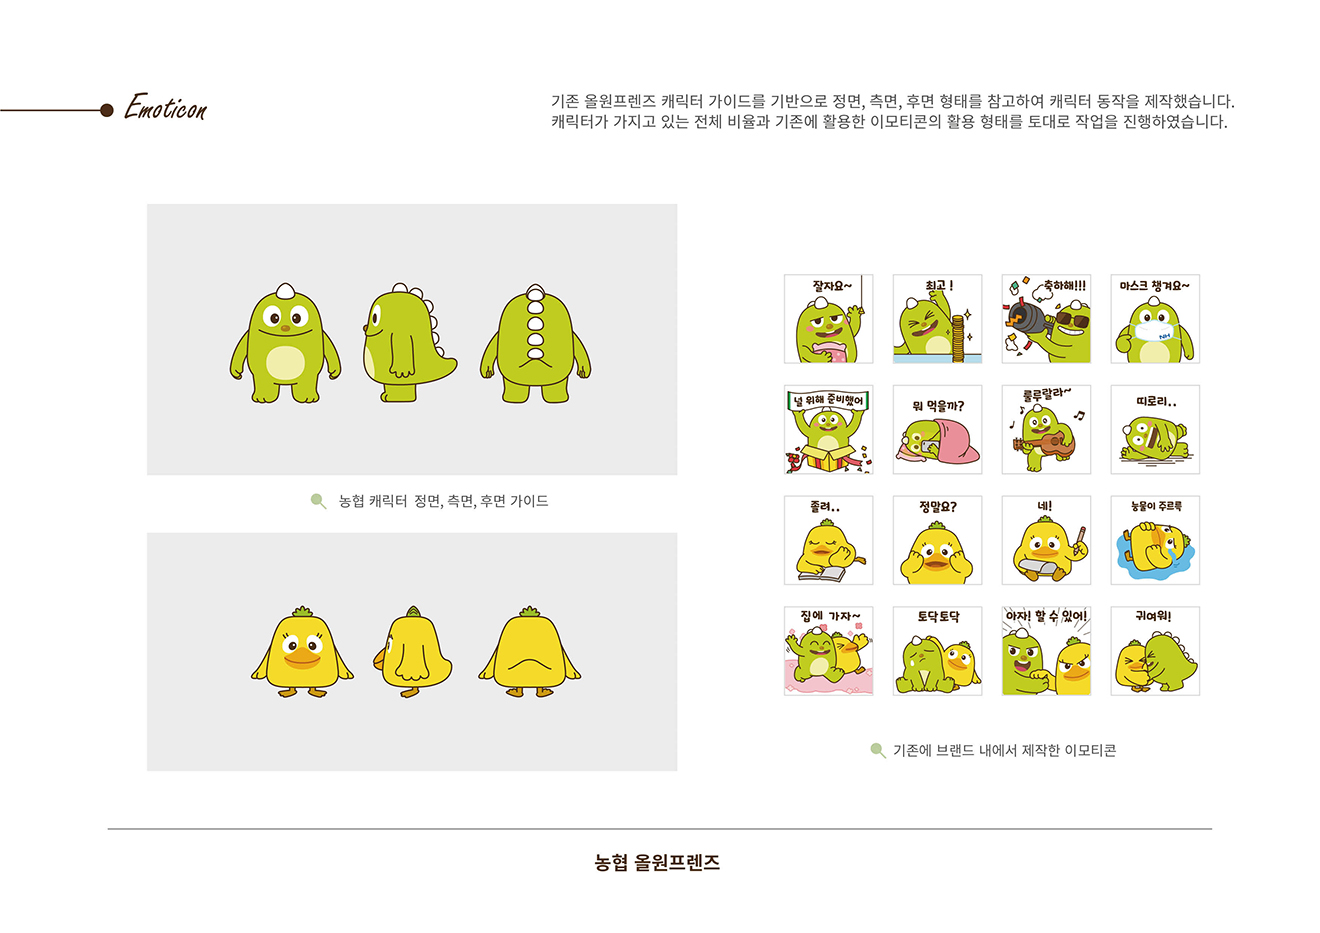 Emoticon
기존 올원프렌즈 캐릭터 가이드를 기반으로 정면, 측면, 후면 형태를 참고하여 캐릭터 동작을 제작했습니다.
캐릭터가 가지고 있는 전체 비율과 기존에 활용한 이모티콘의 활용 형태를 토대로 작업을 진행하였습니다.
농협 캐릭터 정면, 측면, 후면 가이드
잘자요~
최고!
축하해!!!
마스크 챙겨요~
NH
널 위해 준비했어
뭐 먹을까?
룰루랄라~
띠로리..
졸려..
정말요?
네!
눈물이 주르륵
집에 가자~
토닥토닥
아자! 할 수 있어!
귀여워!
기존에 브랜드 내에서 제작한 이모티콘
농협 올원프렌즈